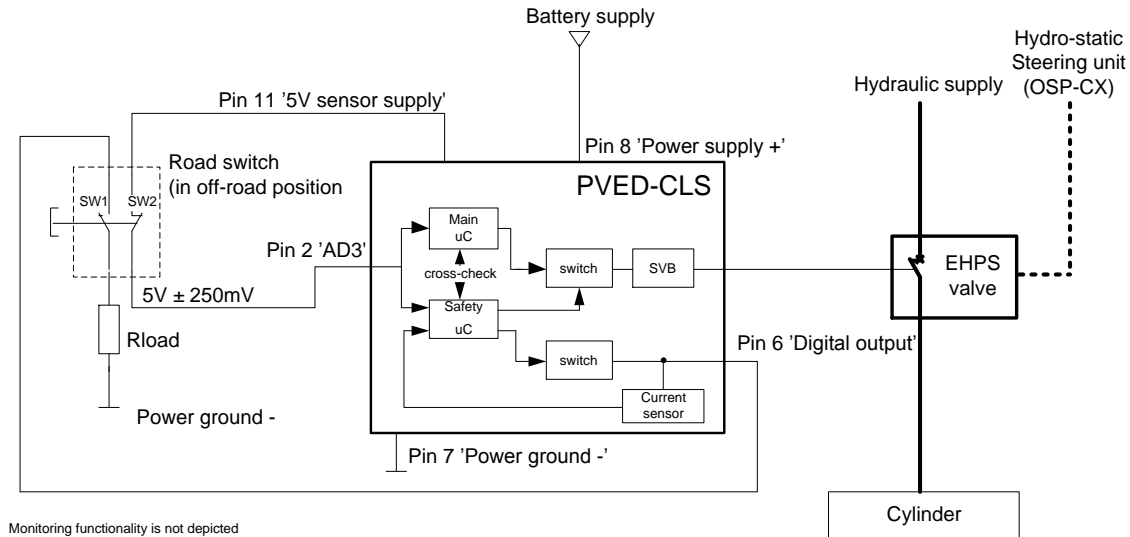 Battery supply
Hydro-static
Steering unit
(OSP-CX)
Hydraulic supply
Pin 11 '5V sensor supply'
Pin 8 'Power supply +'
Road switch
(in off-road position
SW1
SW2
PVED-CLS
Main
uC
Pin 2 'AD3'
switch
SVB
EHPS
valve
cross-check
5V ± 250mV
Safety
uC
Rload
switch
Pin 6 'Digital output'
Current
sensor
Power ground -
Pin 7 'Power ground -'
Cylinder
Monitoring functionality is not depicted